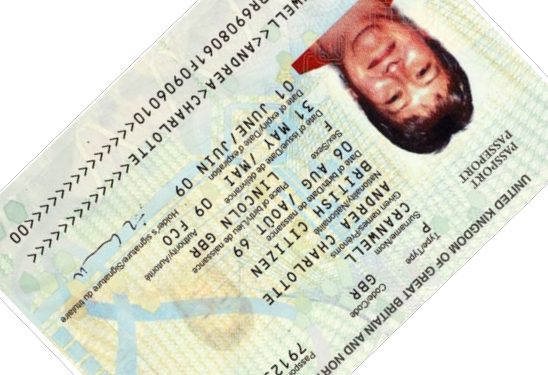 UNITED KINGDOM OF GREAT BRITAIN AND NOR
PASSPORT
PASSEPORT
Type/Type
Code/Code
Passpo
P
GBR
7912
Surname/Nom
CRANWELL
Given names/Prénoms
ANDREA CHARLOTTE
Nationality/Nationalité
BRITISH CITIZEN
Date of birth/Date de naissance
06 AUG /AOUT 69
Sex/Sexe
Place of birth/Lieu de naissance
F
LINCOLN GBR
Date of issue/Date de délivrance
Authority/Autorité
31 MAY /MAI 09
FCO
Date of expiry/Date d'expiration
Holder's signature/Signature du titulaire
01 JUNE/JUIN 09
WELL<<ANDREA<CHARLOTTE
R6908061F0906010
00